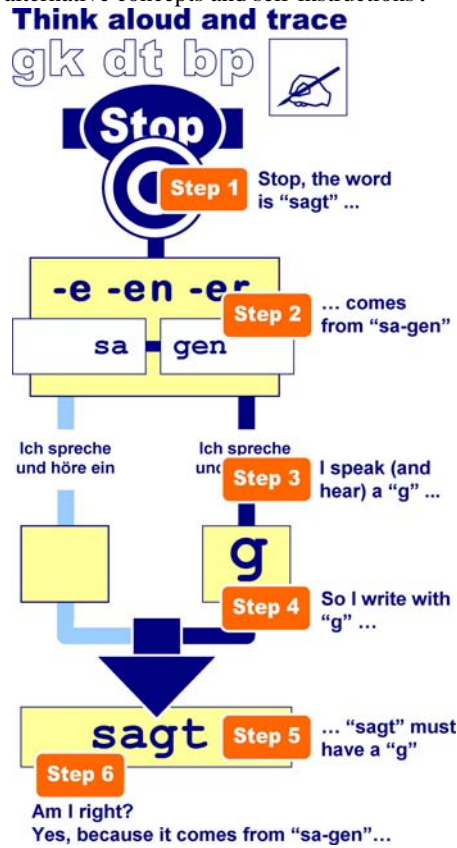 alternative concepts and self-instructions?
Think aloud and trace
gk dt bp
Stop
Step 1
Stop, the word
is “sagt” ...
-e -en -er
Step 2
… comes
from “sa-gen”
sa gen
Ich spreche
und höre ein
Ich spreche
Step 3
I speak (and
hear) a “g” ...
g
Step 4
So I write with
“g” …
sagt
Step 5
… “sagt” must
have a “g”
Step 6
Am I right?
Yes, because it comes from “sa-gen”…